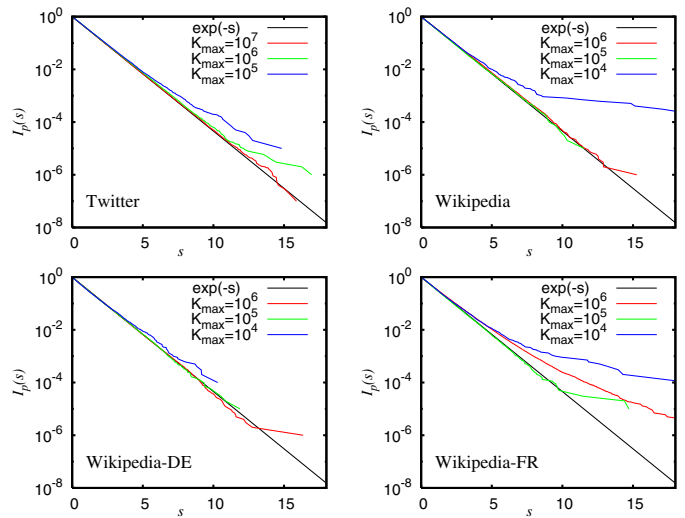 10^0
10^-2
10^-4
10^-6
10^-8
I_p(s)
exp(-s)
K_max=10^7
K_max=10^6
K_max=10^5
Twitter
0 5 10 15
s
10^0
10^-2
10^-4
10^-6
10^-8
I_p(s)
exp(-s)
K_max=10^6
K_max=10^5
K_max=10^4
Wikipedia
0 5 10 15
s
10^0
10^-2
10^-4
10^-6
10^-8
I_p(s)
exp(-s)
K_max=10^6
K_max=10^5
K_max=10^4
Wikipedia-DE
0 5 10 15
s
10^0
10^-2
10^-4
10^-6
10^-8
I_p(s)
exp(-s)
K_max=10^6
K_max=10^5
K_max=10^4
Wikipedia-FR
0 5 10 15
s